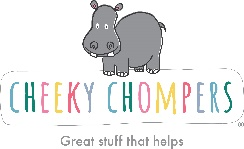 CHEEKY CHOMPERS®
Great stuff that helps